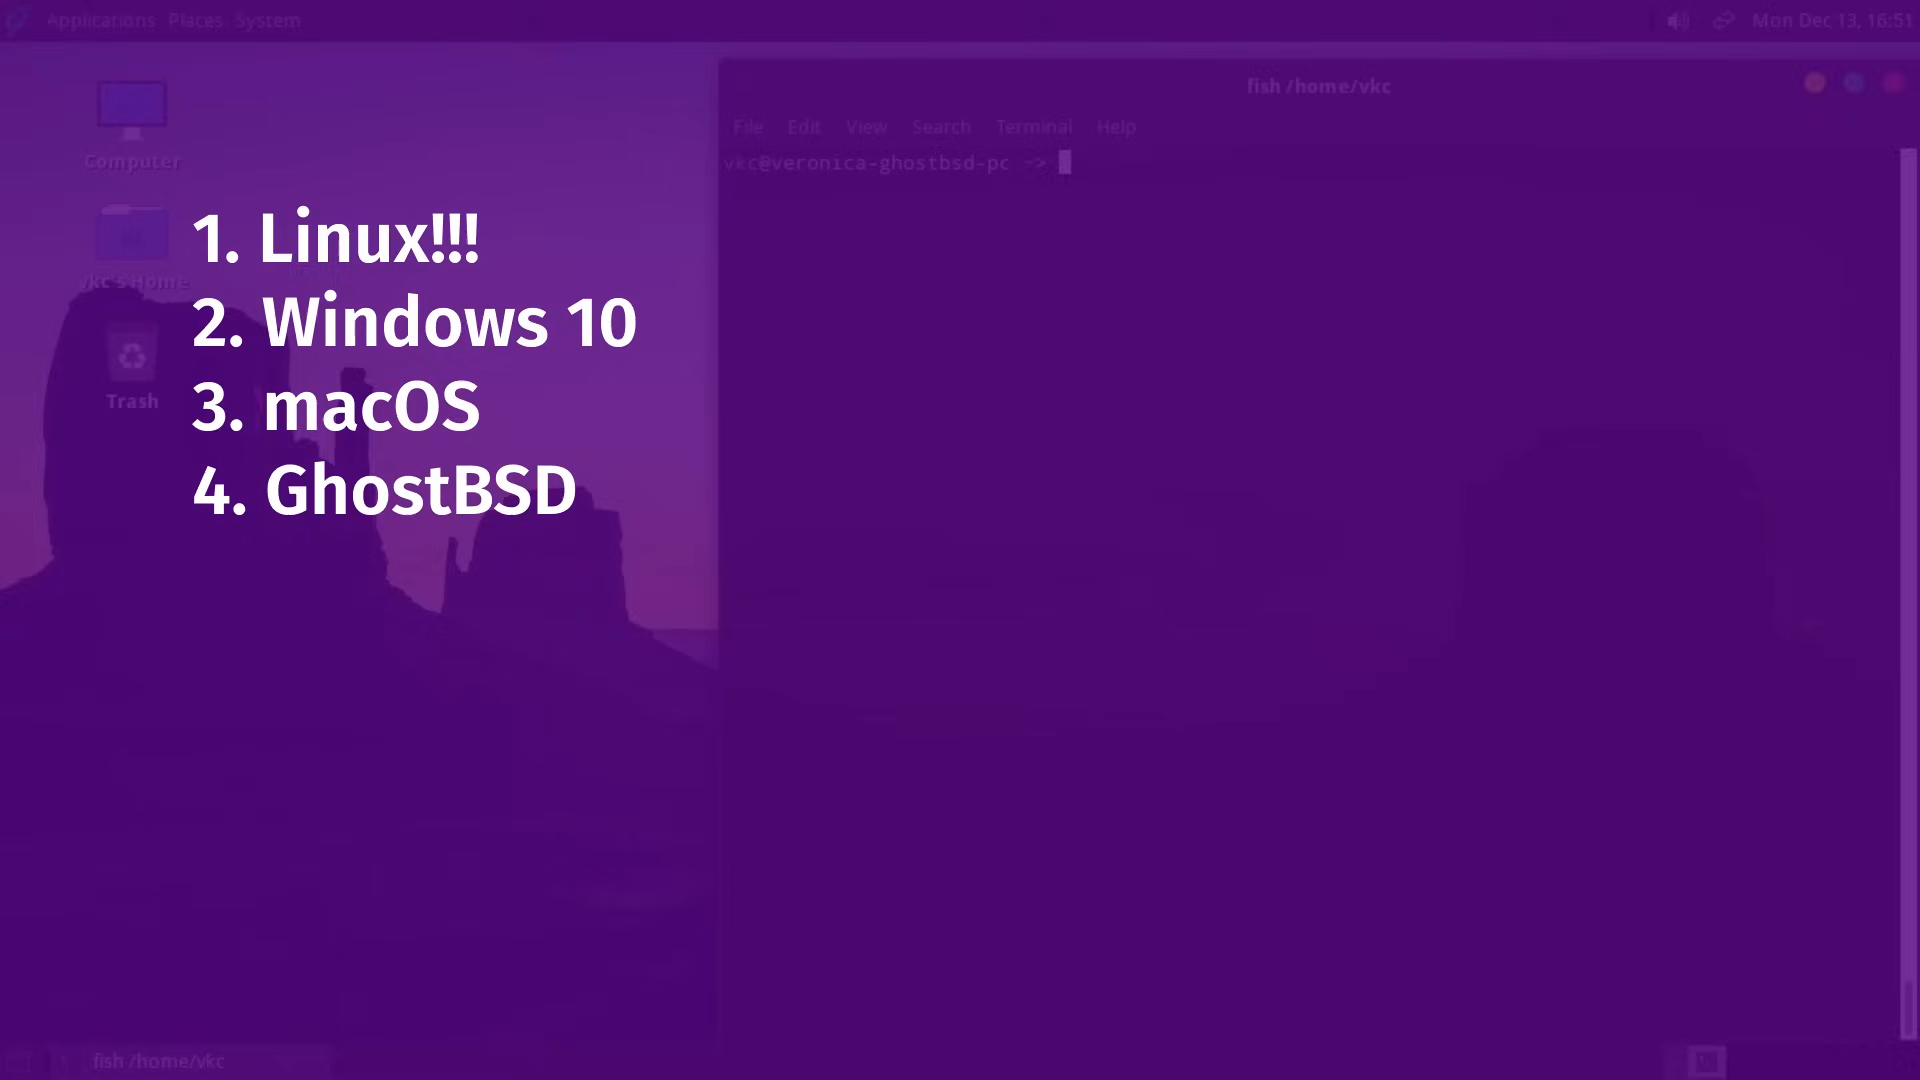 Applications Places System
Mon Dec 13, 16:51
fish /home/vkc
File Edit View Search Terminal Help
vkc@veronica-ghostbsd-pc ~>
Computer
vkc's Home
Trash
1. Linux!!!
2. Windows 10
3. macOS
4. GhostBSD
fish /home/vkc